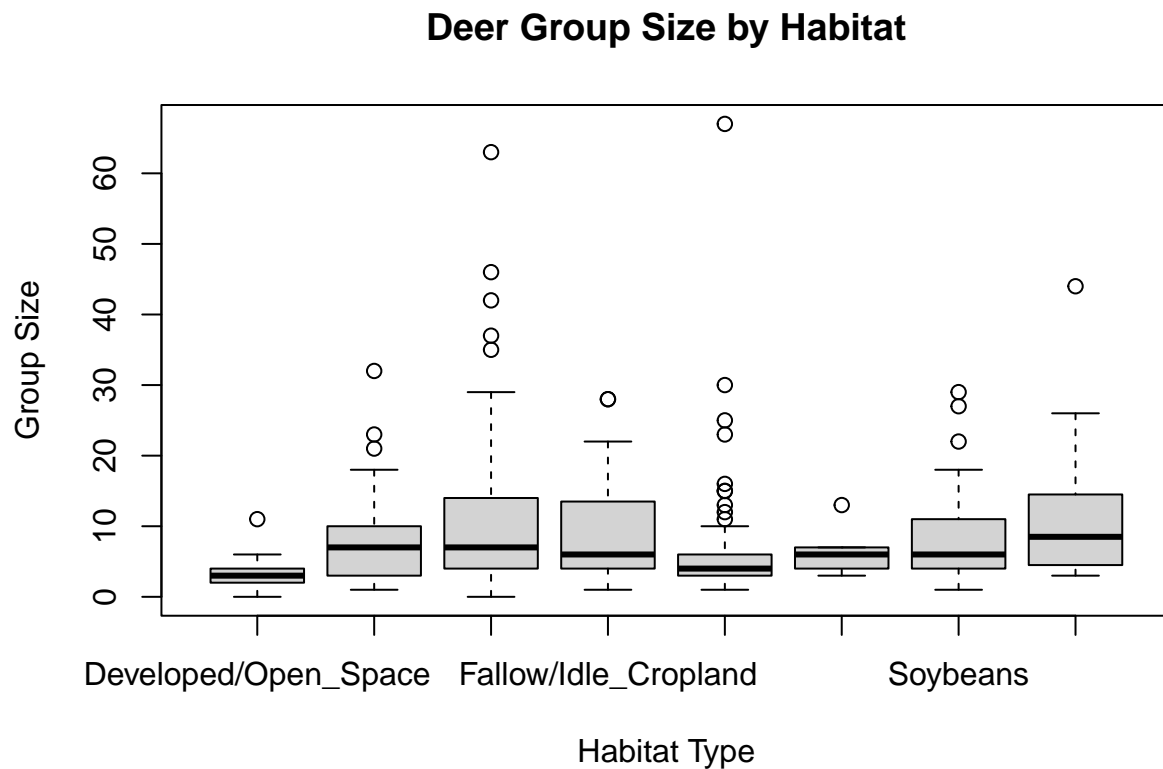 Deer Group Size by Habitat
Group Size
60
50
40
30
20
10
0
Developed/Open_Space Fallow/Idle_Cropland Soybeans
Habitat Type